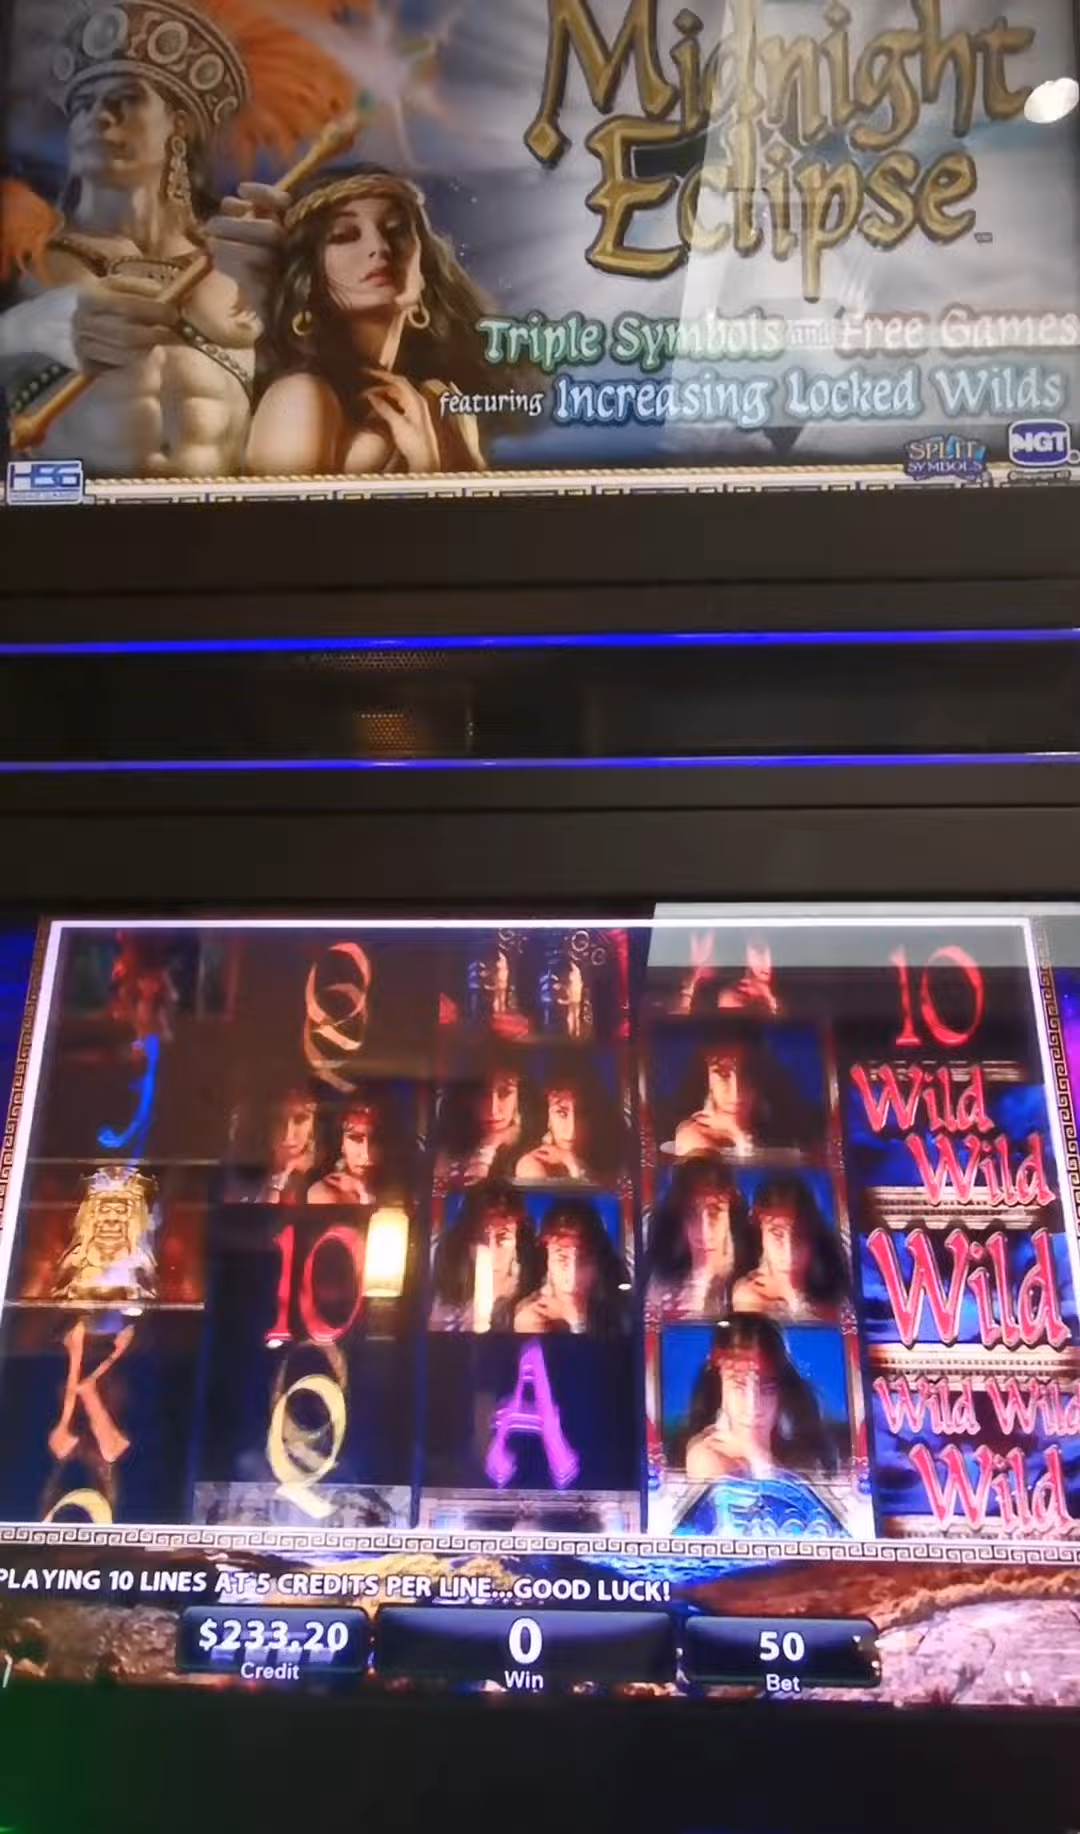 Midnight
Eclipse
Triple Symbols and Free Games
featuring Increasing Locked Wilds
SPLIT
SYMBOLS
IGT
10
Q
J
Wild
Wild
10
Wild
K
Q
A
Wild Wild
Wild
PLAYING 10 LINES AT 5 CREDITS PER LINE...GOOD LUCK!
$233.20
0
50
Credit
Win
Bet